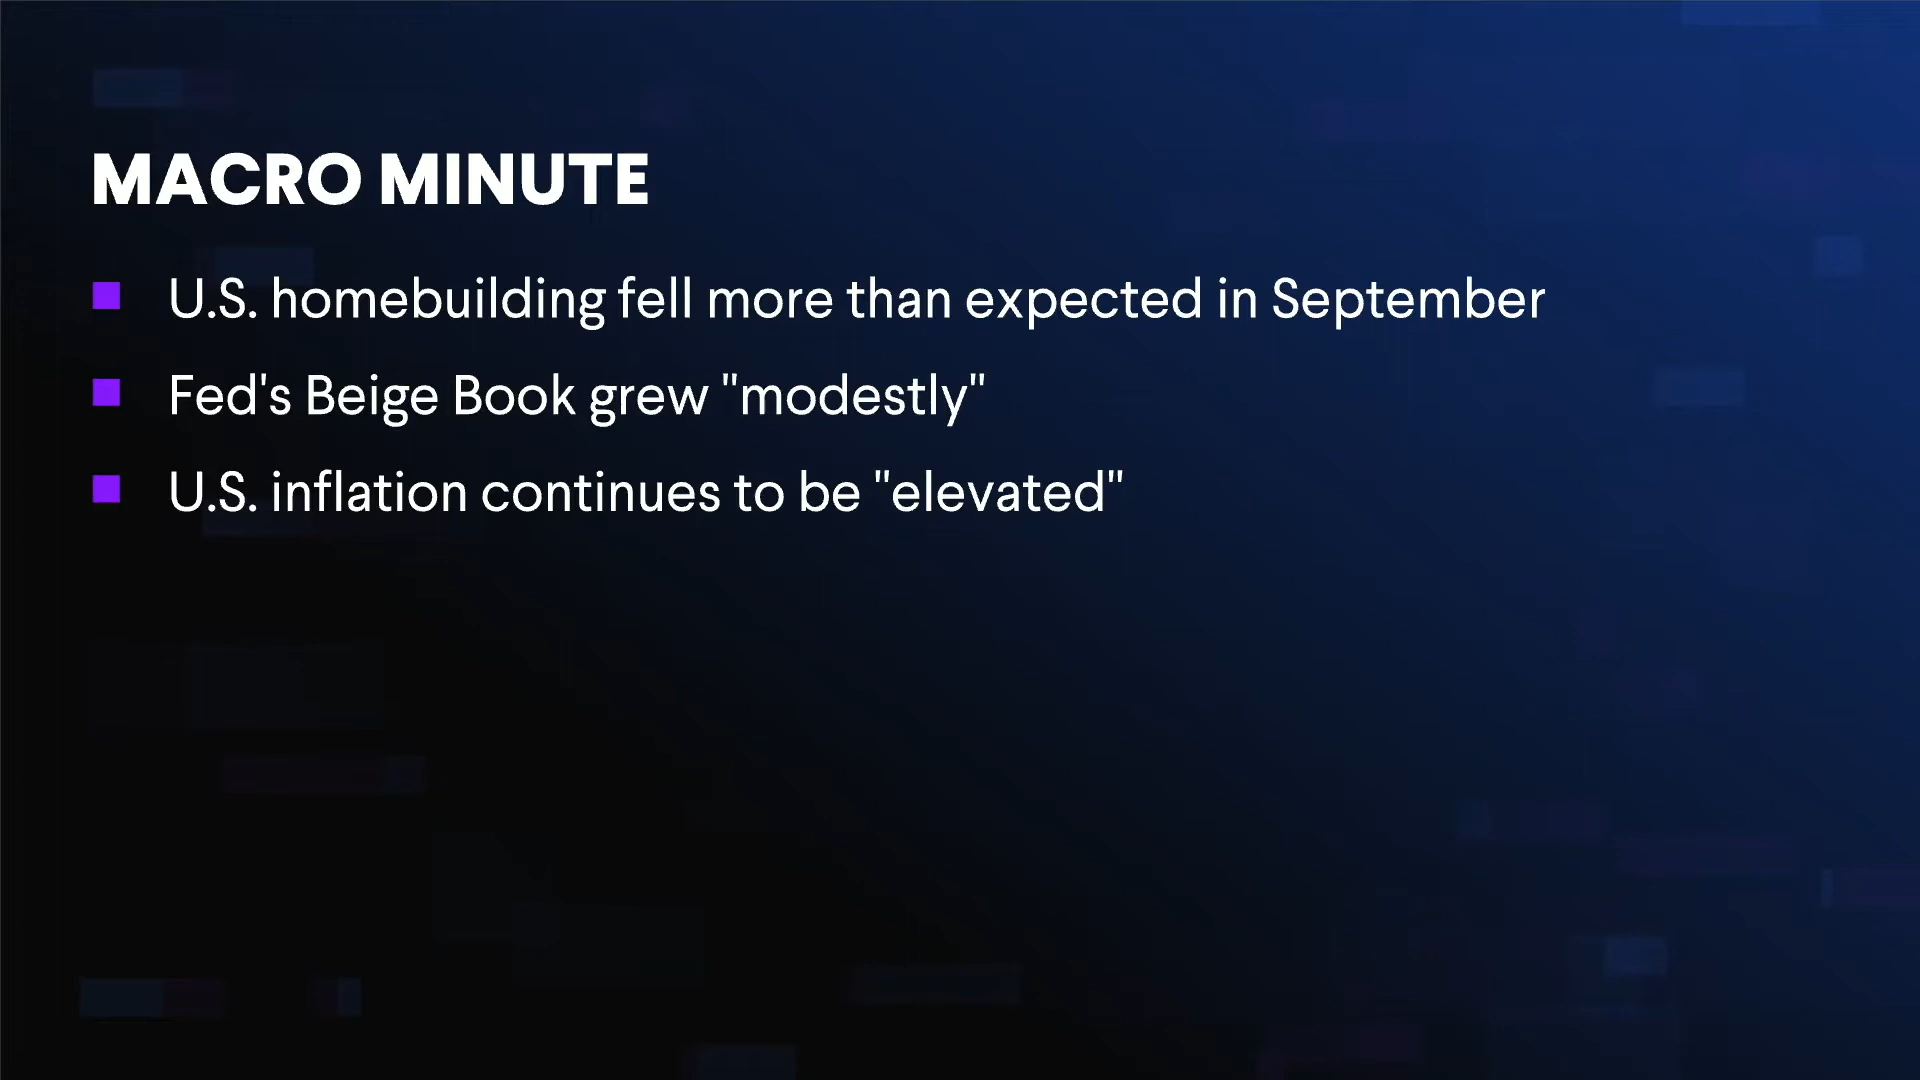 MACRO MINUTE
U.S. homebuilding fell more than expected in September
Fed's Beige Book grew "modestly"
U.S. inflation continues to be "elevated"